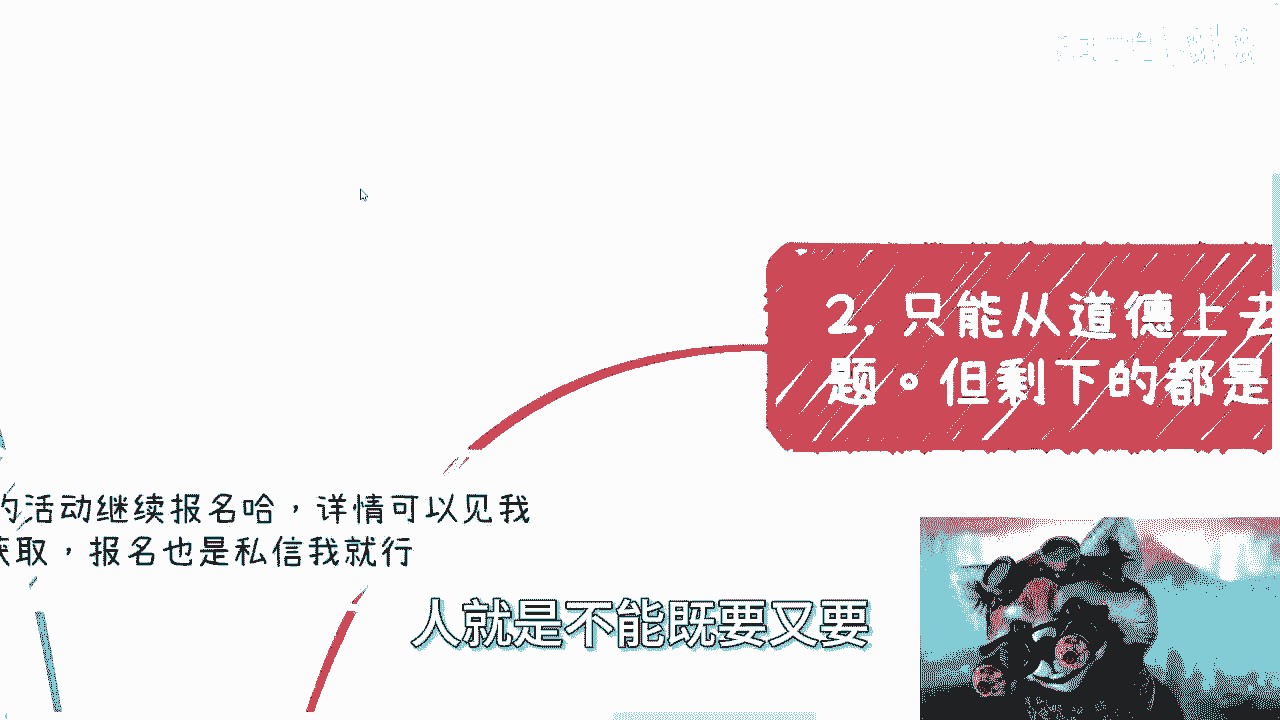 2. 只能从道德上去
题。但剩下的都是
的活动继续报名哈，详情可以见我
获取，报名也是私信我就行
人就是不能既要又要